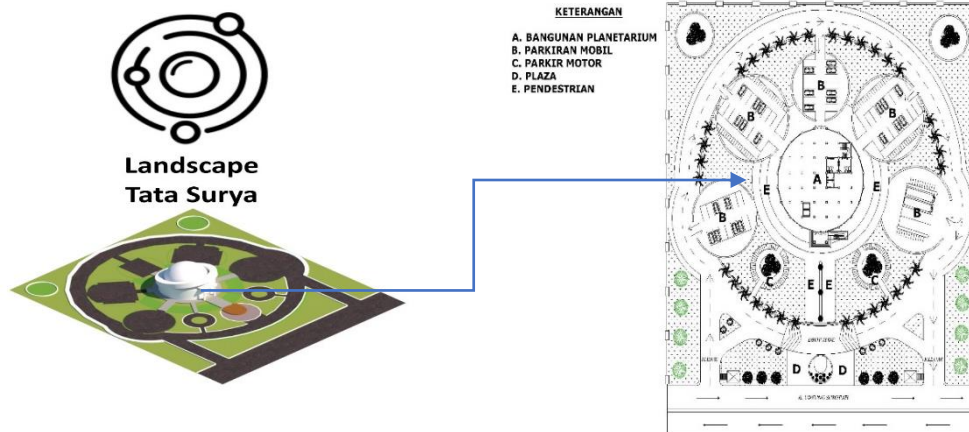 Landscape
Tata Surya
KETERANGAN
A. BANGUNAN PLANETARIUM
B. PARKIRAN MOBIL
C. PARKIR MOTOR
D. PLAZA
E. PENDESTRIAN
B
B
B
A
E
E
B
B
C
C
E
E
D
D